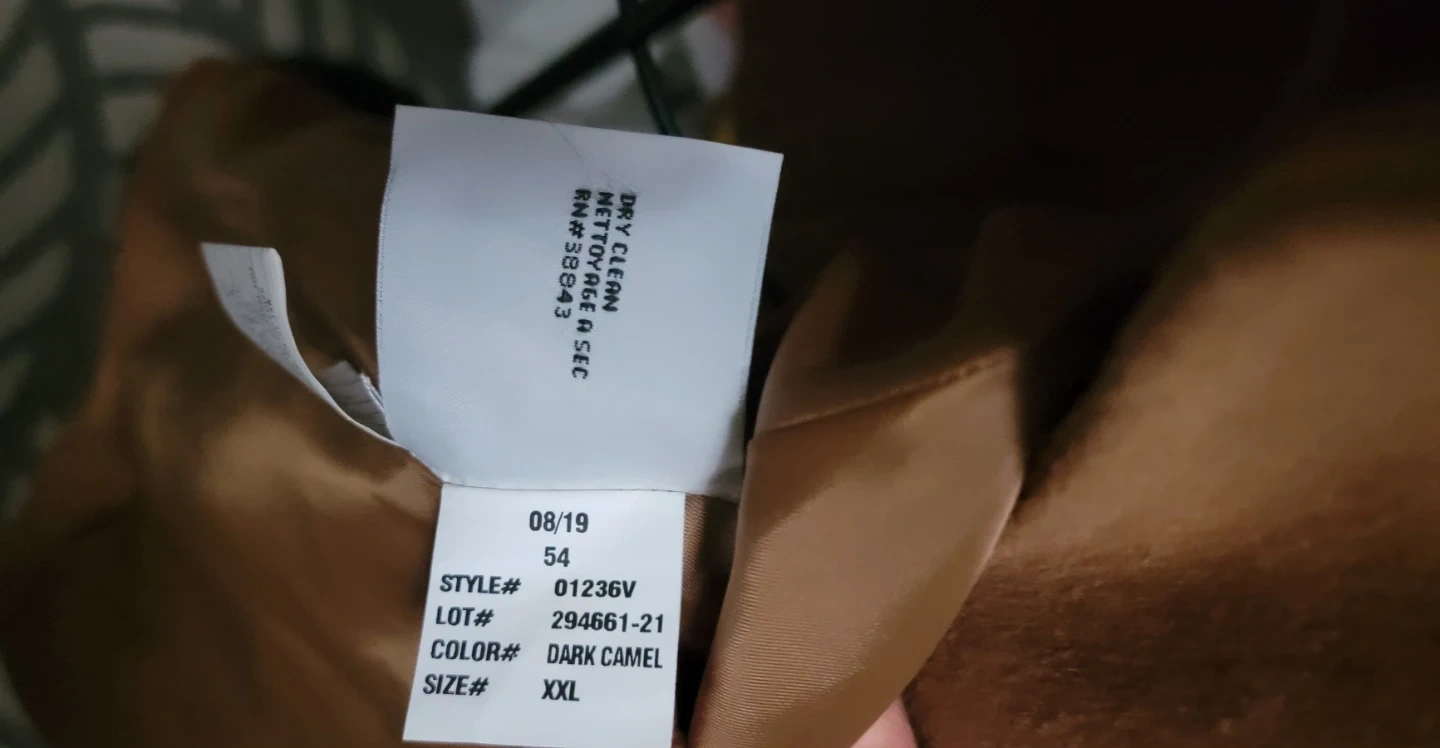 DRY CLEAN
NETTOYAGE A SEC
RN#38843
08/19
54
STYLE# 01236V
LOT# 294661-21
COLOR# DARK CAMEL
SIZE# XXL